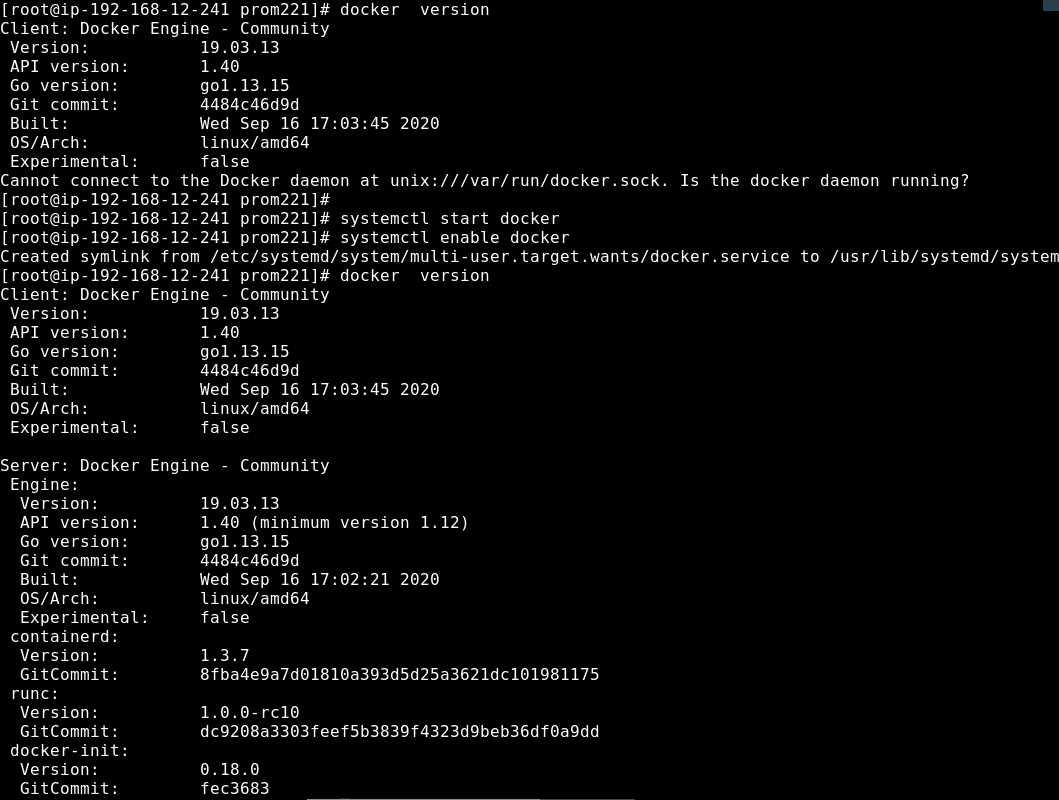 [root@ip-192-168-12-241 prom221]# docker  version
Client: Docker Engine - Community
 Version:           19.03.13
 API version:       1.40
 Go version:        go1.13.15
 Git commit:        4484c46d9d
 Built:             Wed Sep 16 17:03:45 2020
 OS/Arch:           linux/amd64
 Experimental:      false
Cannot connect to the Docker daemon at unix:///var/run/docker.sock. Is the docker daemon running?
[root@ip-192-168-12-241 prom221]#
[root@ip-192-168-12-241 prom221]# systemctl start docker
[root@ip-192-168-12-241 prom221]# systemctl enable docker
Created symlink from /etc/systemd/system/multi-user.target.wants/docker.service to /usr/lib/systemd/system
[root@ip-192-168-12-241 prom221]# docker  version
Client: Docker Engine - Community
 Version:           19.03.13
 API version:       1.40
 Go version:        go1.13.15
 Git commit:        4484c46d9d
 Built:             Wed Sep 16 17:03:45 2020
 OS/Arch:           linux/amd64
 Experimental:      false

Server: Docker Engine - Community
 Engine:
  Version:          19.03.13
  API version:      1.40 (minimum version 1.12)
  Go version:       go1.13.15
  Git commit:       4484c46d9d
  Built:            Wed Sep 16 17:02:21 2020
  OS/Arch:          linux/amd64
  Experimental:     false
 containerd:
  Version:          1.3.7
  GitCommit:        8fba4e9a7d01810a393d5d25a3621dc101981175
 runc:
  Version:          1.0.0-rc10
  GitCommit:        dc9208a3303feef5b3839f4323d9beb36df0a9dd
 docker-init:
  Version:          0.18.0
  GitCommit:        fec3683